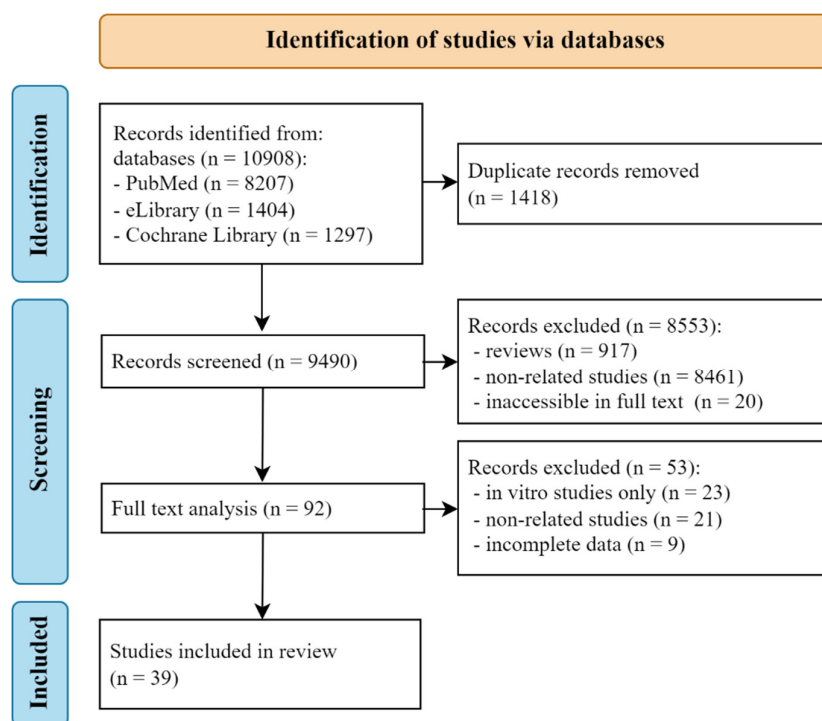 Identification of studies via databases
Identification
Records identified from:
databases (n = 10908):
- PubMed (n = 8207)
- eLibrary (n = 1404)
- Cochrane Library (n = 1297)
Duplicate records removed
(n = 1418)
Screening
Records screened (n = 9490)
Records excluded (n = 8553):
- reviews (n = 917)
- non-related studies (n = 8461)
- inaccessible in full text (n = 20)
Full text analysis (n = 92)
Records excluded (n = 53):
- in vitro studies only (n = 23)
- non-related studies (n = 21)
- incomplete data (n = 9)
Included
Studies included in review
(n = 39)